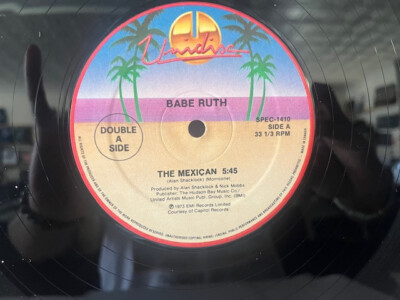 Unidisc
BABE RUTH
DOUBLE
A
SIDE
SPEC-1410
SIDE A
33 1/3 RPM
THE MEXICAN 5:45
(Alan Shacklock) (Morricone)
Produced by Alan Shacklock & Nick Mobbs
Publisher: The Hudson Bay Music Co./
United Artists Music Publ. Group, Inc. (BMI)
℗ 1973 EMI Records Limited
Courtesy of Capitol Records